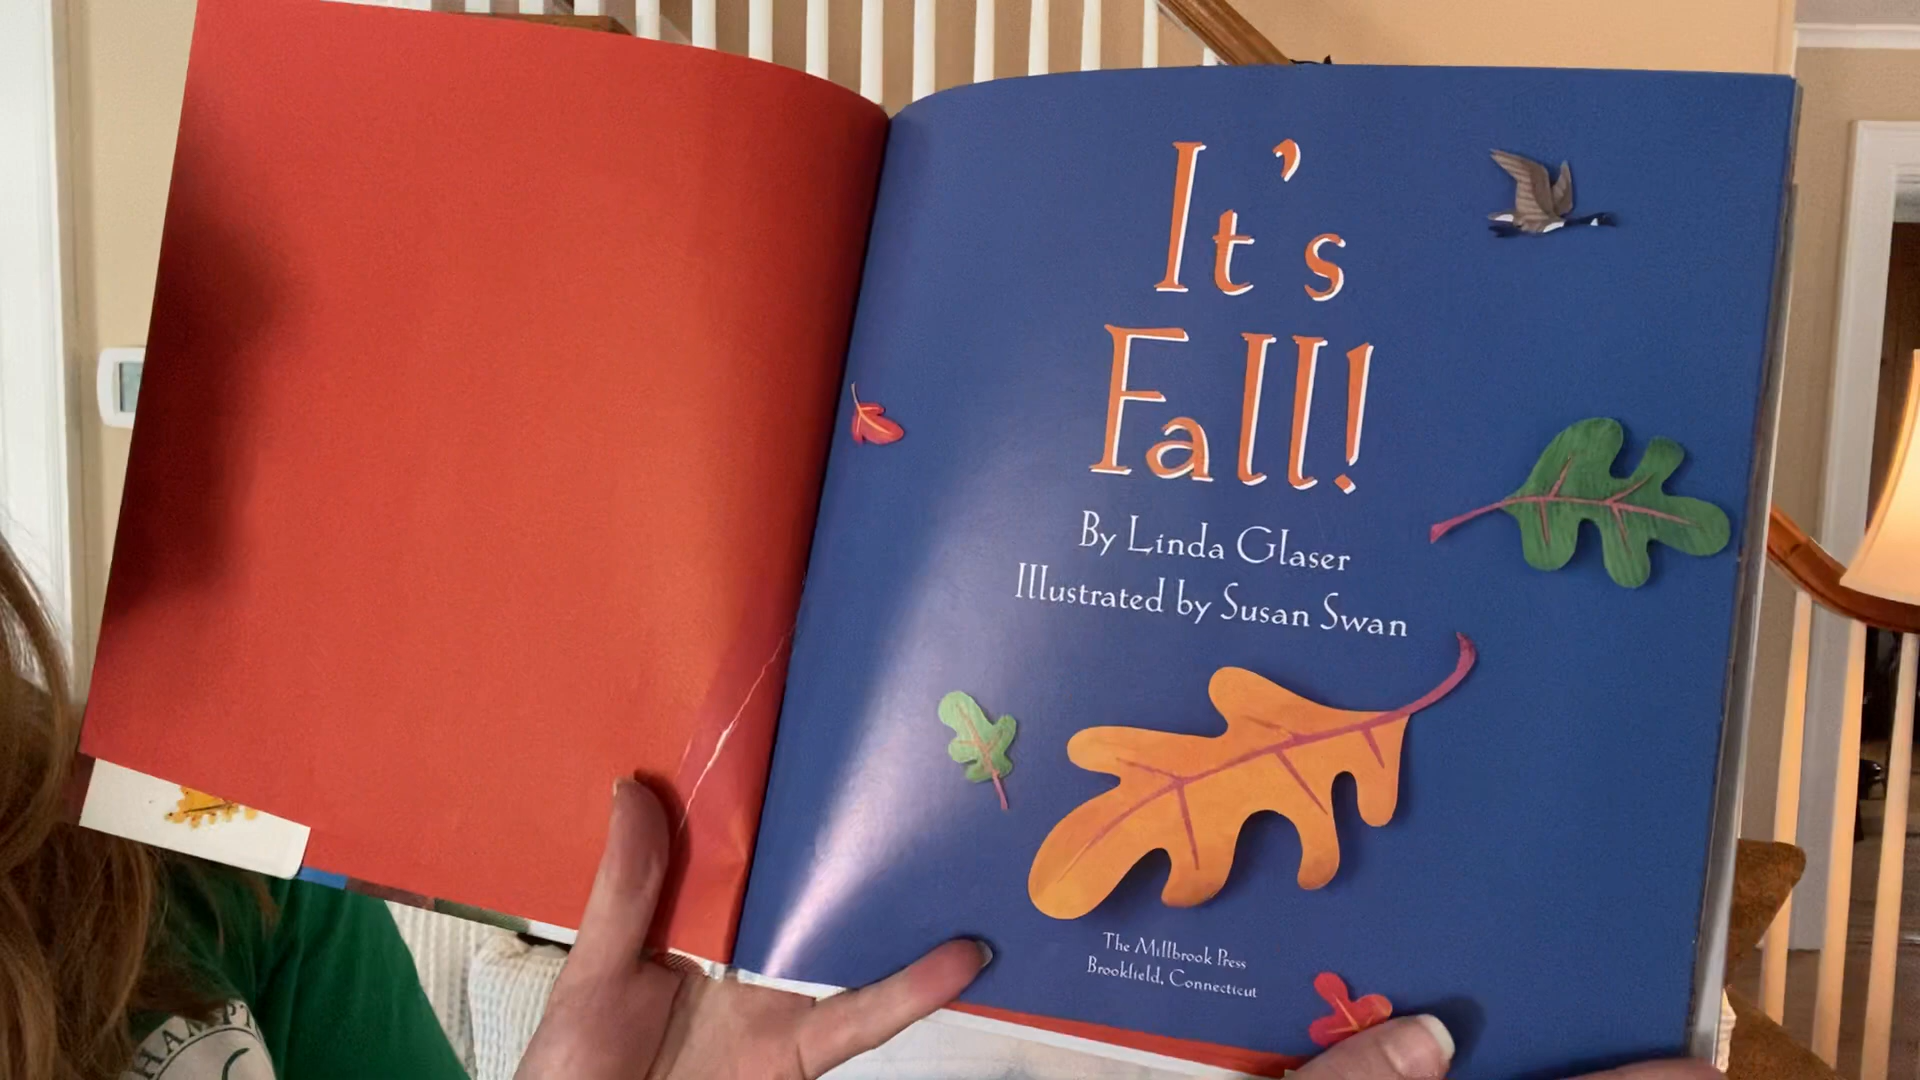 It's
Fall!
By Linda Glaser
Illustrated by Susan Swan
The Millbrook Press
Brookfield, Connecticut